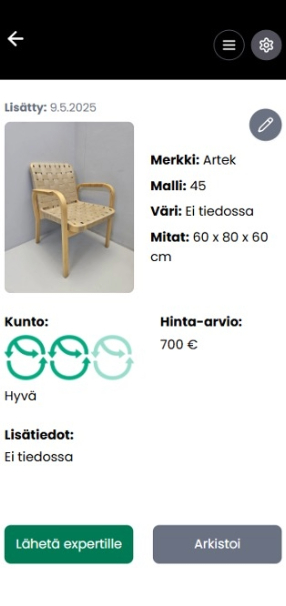 Lisätty: 9.5.2025
Merkki: Artek
Malli: 45
Väri: Ei tiedossa
Mitat: 60 x 80 x 60
cm
Kunto:
Hyvä
Hinta-arvio:
700 €
Lisätiedot:
Ei tiedossa
Lähetä expertille
Arkistoi